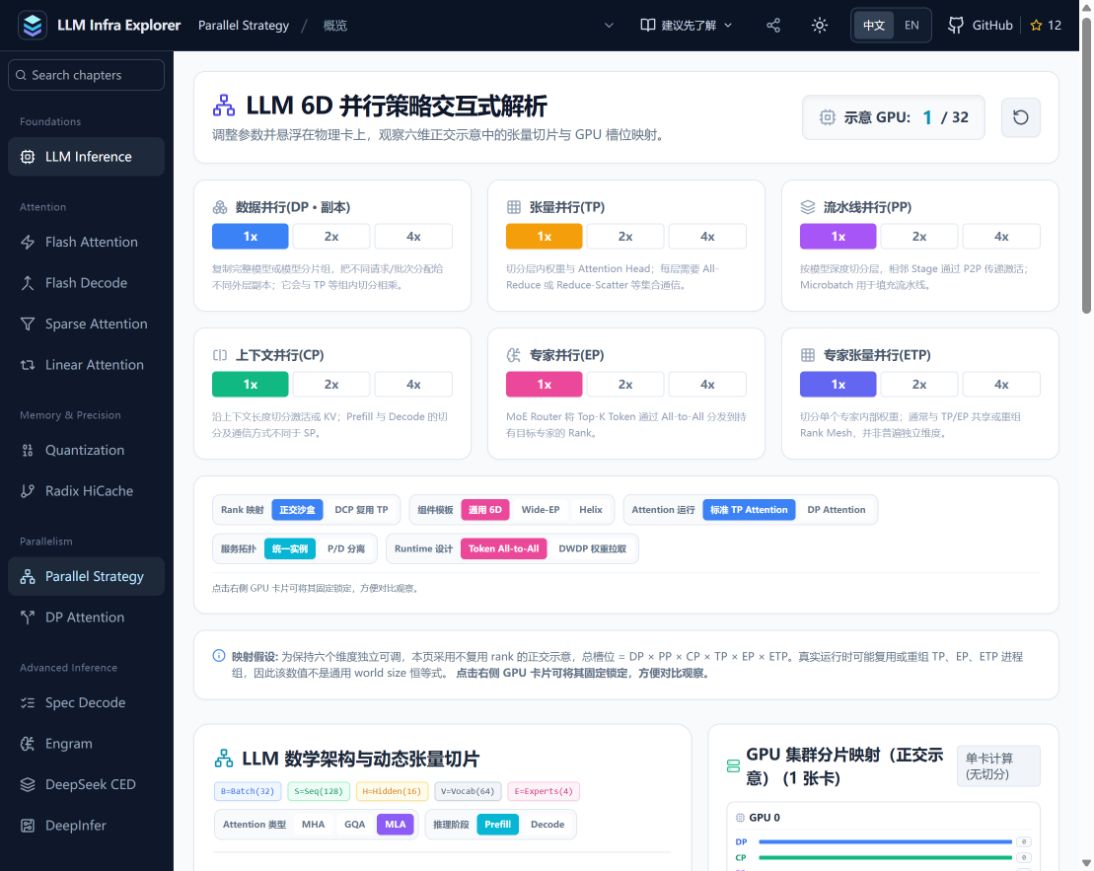 LLM Infra Explorer
Parallel Strategy / 概览
建议先了解
中文 EN
GitHub 12
Search chapters
Foundations
LLM Inference
Attention
Flash Attention
Flash Decode
Sparse Attention
Linear Attention
Memory & Precision
Quantization
Radix HiCache
Parallelism
Parallel Strategy
DP Attention
Advanced Inference
Spec Decode
Engram
DeepSeek CED
DeepInfer
LLM 6D 并行策略交互式解析
调整参数并悬浮在物理卡上，观察六维正交示意中的张量切片与 GPU 槽位映射。
示意 GPU: 1 / 32
数据并行(DP • 副本)
1x 2x 4x
复制完整模型或模型分片组，把不同请求/批次分配给
不同外层副本；它会与 TP 等组内切分相乘。
张量并行(TP)
1x 2x 4x
切分层内权重与 Attention Head；每层需要 All-
Reduce 或 Reduce-Scatter 等集合通信。
流水线并行(PP)
1x 2x 4x
按模型深度切分层，相邻 Stage 通过 P2P 传递激活；
Microbatch 用于填充流水线。
上下文并行(CP)
1x 2x 4x
沿上下文长度切分激活或 KV；Prefill 与 Decode 的切
分及通信方式不同于 SP。
专家并行(EP)
1x 2x 4x
MoE Router 将 Top-K Token 通过 All-to-All 分发到持
有目标专家的 Rank。
专家张量并行(ETP)
1x 2x 4x
切分单个专家内部权重；通常与 TP/EP 共享或重组
Rank Mesh，并非普遍独立维度。
Rank 映射 正交沙盒 DCP 复用 TP
组件模板 通用 6D Wide-EP Helix
Attention 运行 标准 TP Attention DP Attention
服务拓扑 统一实例 P/D 分离
Runtime 设计 Token All-to-All DWDP 权重拉取
点击右侧 GPU 卡片可将其固定锁定，方便对比观察。
映射假设: 为保持六个维度独立可调，本页采用不复用 rank 的正交示意，总槽位 = DP × PP × CP × TP × EP × ETP。真实运行时可能复用或重组 TP、EP、ETP 进程
组，因此该数值不是通用 world size 恒等式。 点击右侧 GPU 卡片可将其固定锁定，方便对比观察。
LLM 数学架构与动态张量切片
B=Batch(32) S=Seq(128) H=Hidden(16) V=Vocab(64) E=Experts(4)
Attention 类型 MHA GQA MLA
推理阶段 Prefill Decode
GPU 集群分片映射（正交示
意） (1 张卡)
单卡计算
(无切分)
GPU 0
DP 0
CP 0